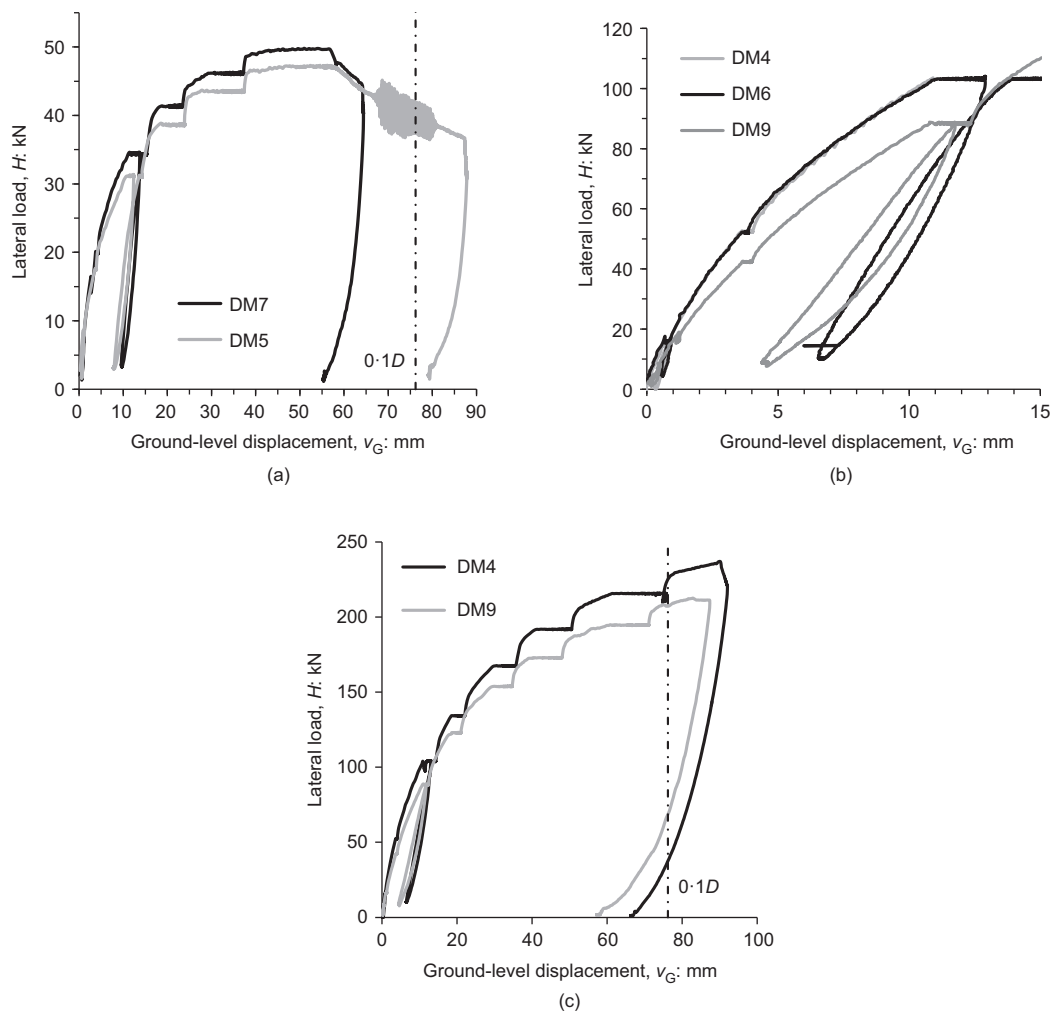 50
40
30
20
10
0
0 10 20 30 40 50 60 70 80 90
Lateral load, H: kN
Ground-level displacement, vG: mm
DM7
DM5
0·1D
(a)
120
100
80
60
40
20
0
0 5 10 15
Lateral load, H: kN
Ground-level displacement, vG: mm
DM4
DM6
DM9
(b)
250
200
150
100
50
0
0 20 40 60 80 100
Lateral load, H: kN
Ground-level displacement, vG: mm
DM4
DM9
0·1D
(c)